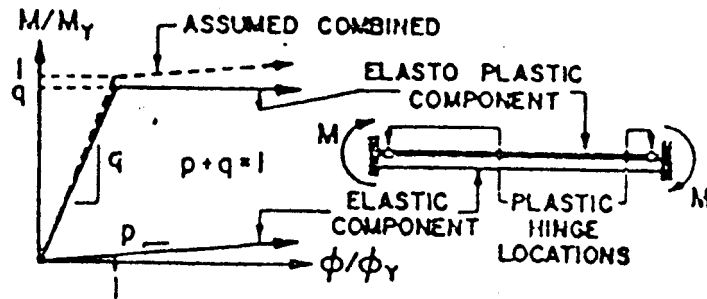 M/M_Y
ASSUMED COMBINED
1
q
ELASTO PLASTIC
COMPONENT
M
q
p+q=1
M
p
ELASTIC
COMPONENT
PLASTIC
HINGE
LOCATIONS
ϕ/ϕ_Y
1